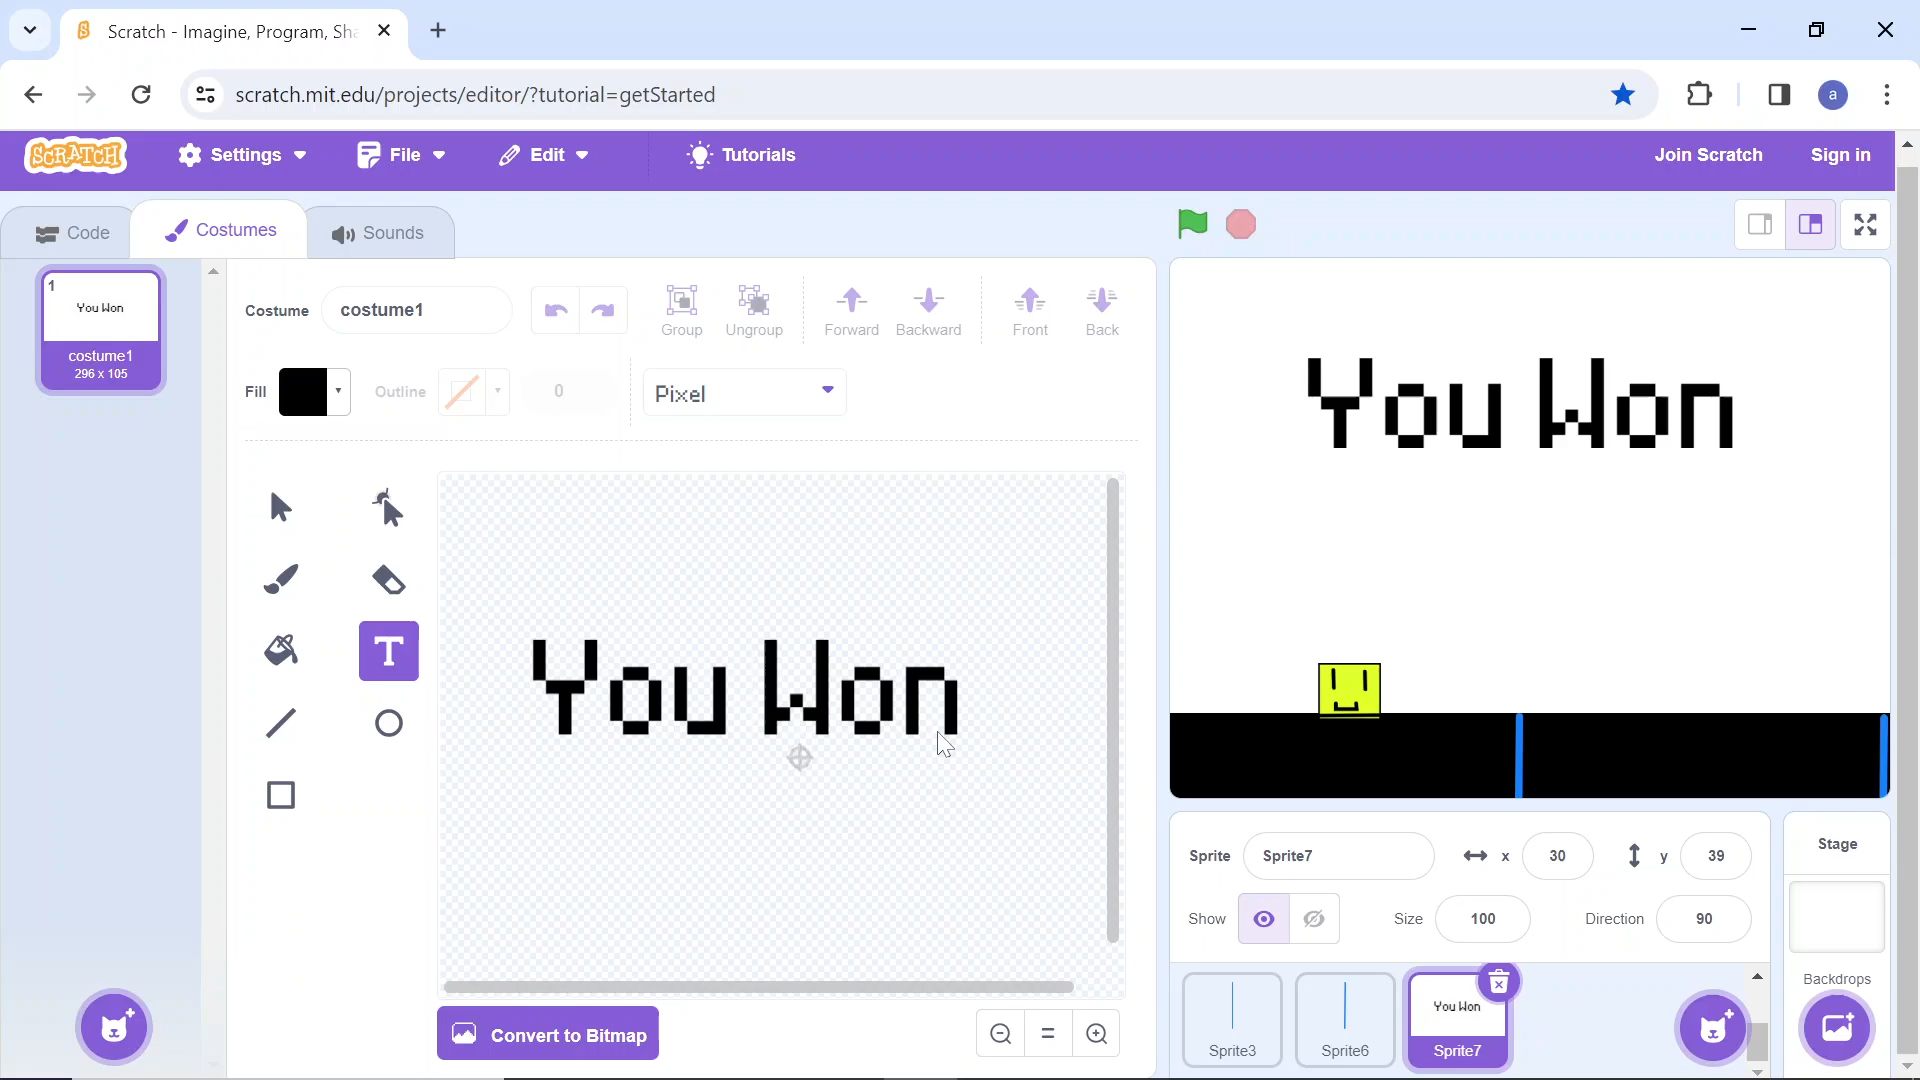 Scratch - Imagine, Program, Sha
scratch.mit.edu/projects/editor/?tutorial=getStarted
a
SCRATCH
Settings
File
Edit
Tutorials
Join Scratch
Sign in
Code
Costumes
Sounds
1
You Won
costume1
296 x 105
Costume
costume1
Group
Ungroup
Forward
Backward
Front
Back
Fill
Outline
0
Pixel
T
You Won
Convert to Bitmap
You Won
Sprite
Sprite7
x
30
y
39
Show
Size
100
Direction
90
Sprite3
Sprite6
You Won
Sprite7
Stage
Backdrops